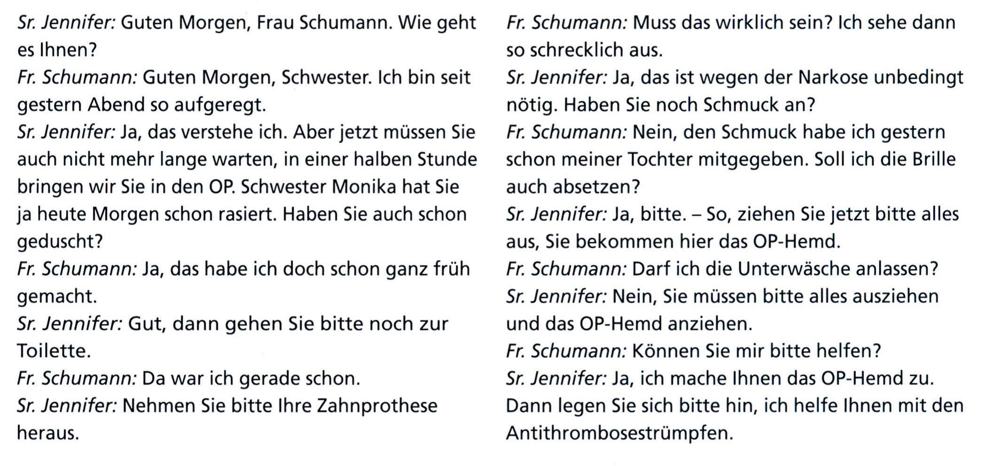 Sr. Jennifer: Guten Morgen, Frau Schumann. Wie geht
es Ihnen?
Fr. Schumann: Guten Morgen, Schwester. Ich bin seit
gestern Abend so aufgeregt.
Sr. Jennifer: Ja, das verstehe ich. Aber jetzt müssen Sie
auch nicht mehr lange warten, in einer halben Stunde
bringen wir Sie in den OP. Schwester Monika hat Sie
ja heute Morgen schon rasiert. Haben Sie auch schon
geduscht?
Fr. Schumann: Ja, das habe ich doch schon ganz früh
gemacht.
Sr. Jennifer: Gut, dann gehen Sie bitte noch zur
Toilette.
Fr. Schumann: Da war ich gerade schon.
Sr. Jennifer: Nehmen Sie bitte Ihre Zahnprothese
heraus.
Fr. Schumann: Muss das wirklich sein? Ich sehe dann
so schrecklich aus.
Sr. Jennifer: Ja, das ist wegen der Narkose unbedingt
nötig. Haben Sie noch Schmuck an?
Fr. Schumann: Nein, den Schmuck habe ich gestern
schon meiner Tochter mitgegeben. Soll ich die Brille
auch absetzen?
Sr. Jennifer: Ja, bitte. – So, ziehen Sie jetzt bitte alles
aus, Sie bekommen hier das OP-Hemd.
Fr. Schumann: Darf ich die Unterwäsche anlassen?
Sr. Jennifer: Nein, Sie müssen bitte alles ausziehen
und das OP-Hemd anziehen.
Fr. Schumann: Können Sie mir bitte helfen?
Sr. Jennifer: Ja, ich mache Ihnen das OP-Hemd zu.
Dann legen Sie sich bitte hin, ich helfe Ihnen mit den
Antithrombosestrümpfen.